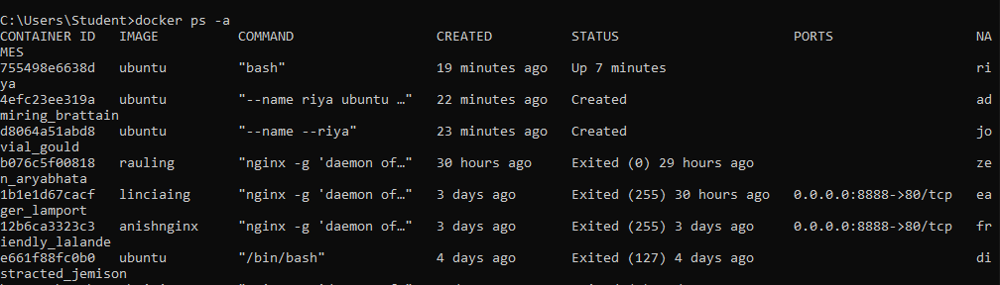 C:\Users\Student>docker ps -a
CONTAINER ID   IMAGE          COMMAND                  CREATED          STATUS                      PORTS                  NA
MES
755498e6638d   ubuntu         "bash"                   19 minutes ago   Up 7 minutes                                       ri
ya
4efc23ee319a   ubuntu         "--name riya ubuntu …"   22 minutes ago   Created                                            ad
miring_brattain
d8064a51abd8   ubuntu         "--name --riya"          23 minutes ago   Created                                            jo
vial_gould
b076c5f00818   rauling        "nginx -g 'daemon of…"   30 hours ago     Exited (0) 29 hours ago                            ze
n_aryabhata
1b1e1d67cacf   linciaing      "nginx -g 'daemon of…"   3 days ago       Exited (255) 30 hours ago   0.0.0.0:8888->80/tcp   ea
ger_lamport
12b6ca3323c3   anishnginx     "nginx -g 'daemon of…"   3 days ago       Exited (255) 3 days ago     0.0.0.0:8888->80/tcp   fr
iendly_lalande
e661f88fc0b0   ubuntu         "/bin/bash"              4 days ago       Exited (127) 4 days ago                            di
stracted_jemison